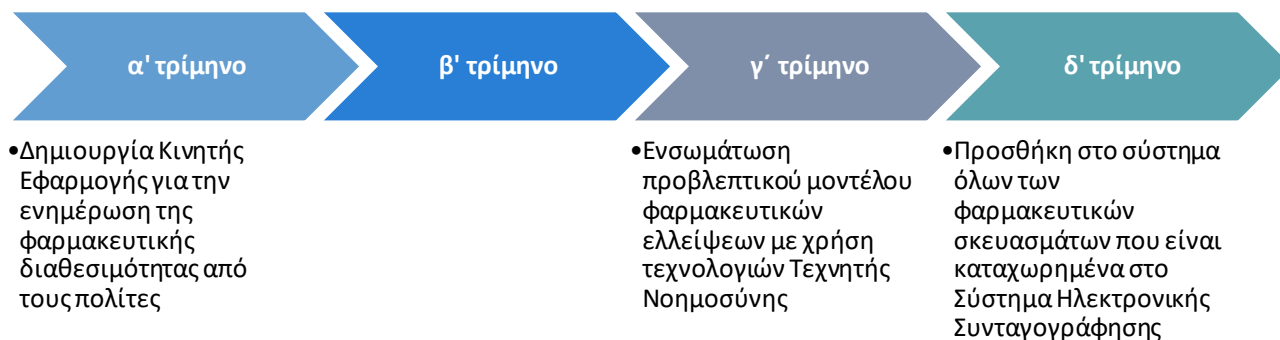 α' τρίμηνο
β' τρίμηνο
γ΄ τρίμηνο
δ' τρίμηνο
•Δημιουργία Κινητής
Εφαρμογής για την
ενημέρωση της
φαρμακευτικής
διαθεσιμότητας από
τους πολίτες
•Ενσωμάτωση
προβλεπτικού μοντέλου
φαρμακευτικών
ελλείψεων με χρήση
τεχνολογιών Τεχνητής
Νοημοσύνης
•Προσθήκη στο σύστημα
όλων των
φαρμακευτικών
σκευασμάτων που είναι
καταχωρημένα στο
Σύστημα Ηλεκτρονικής
Συνταγογράφησης